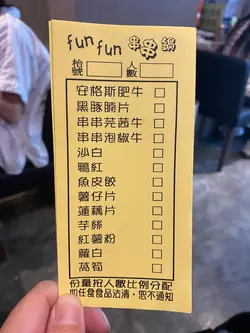 fun fun 串串鍋
枱號 人數
安格斯肥牛 □
黑豚腩片 □
串串芫茜牛 □
串串泡椒牛 □
沙白 □
鴨紅 □
魚皮餃 □
薯仔片 □
蓮藕片 □
芋絲 □
紅薯粉 □
蘿白 □
萵筍 □
份量按人數比例分配
如任食食品沽清，恕不通知